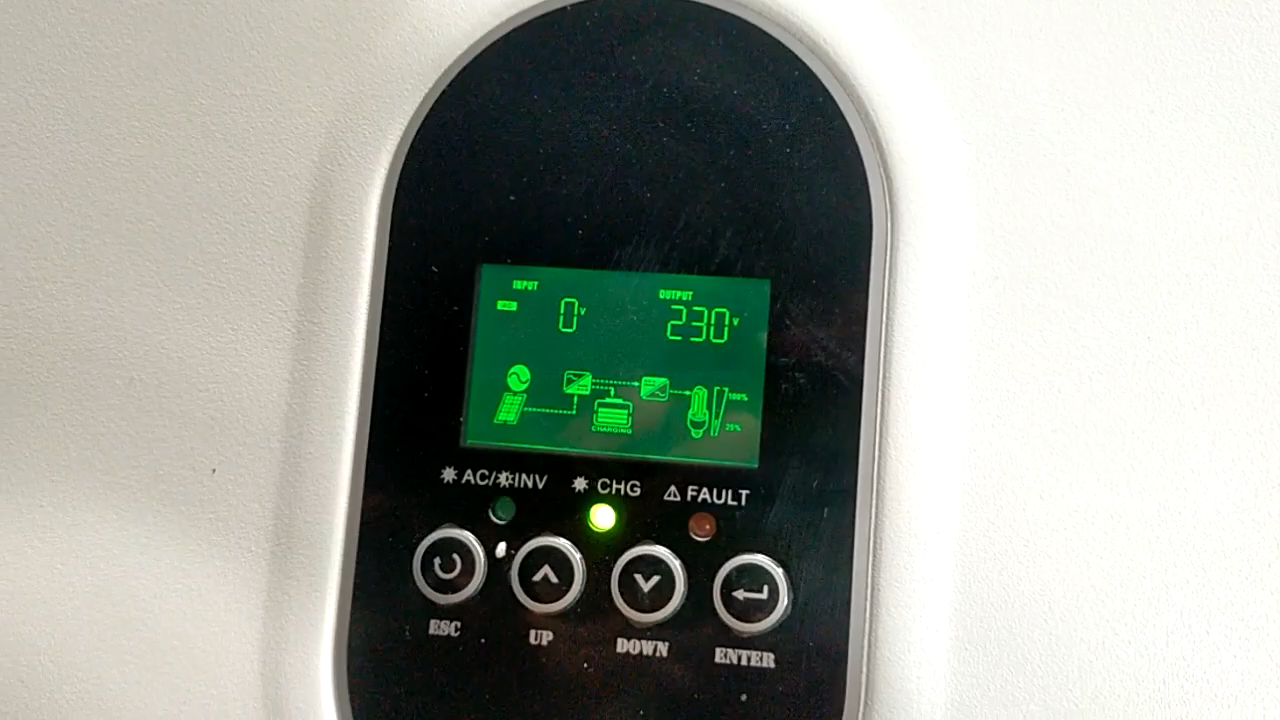 INPUT
OUTPUT
0V
230V
100%
CHARGING
25%
AC/INV
CHG
FAULT
ESC
UP
DOWN
ENTER